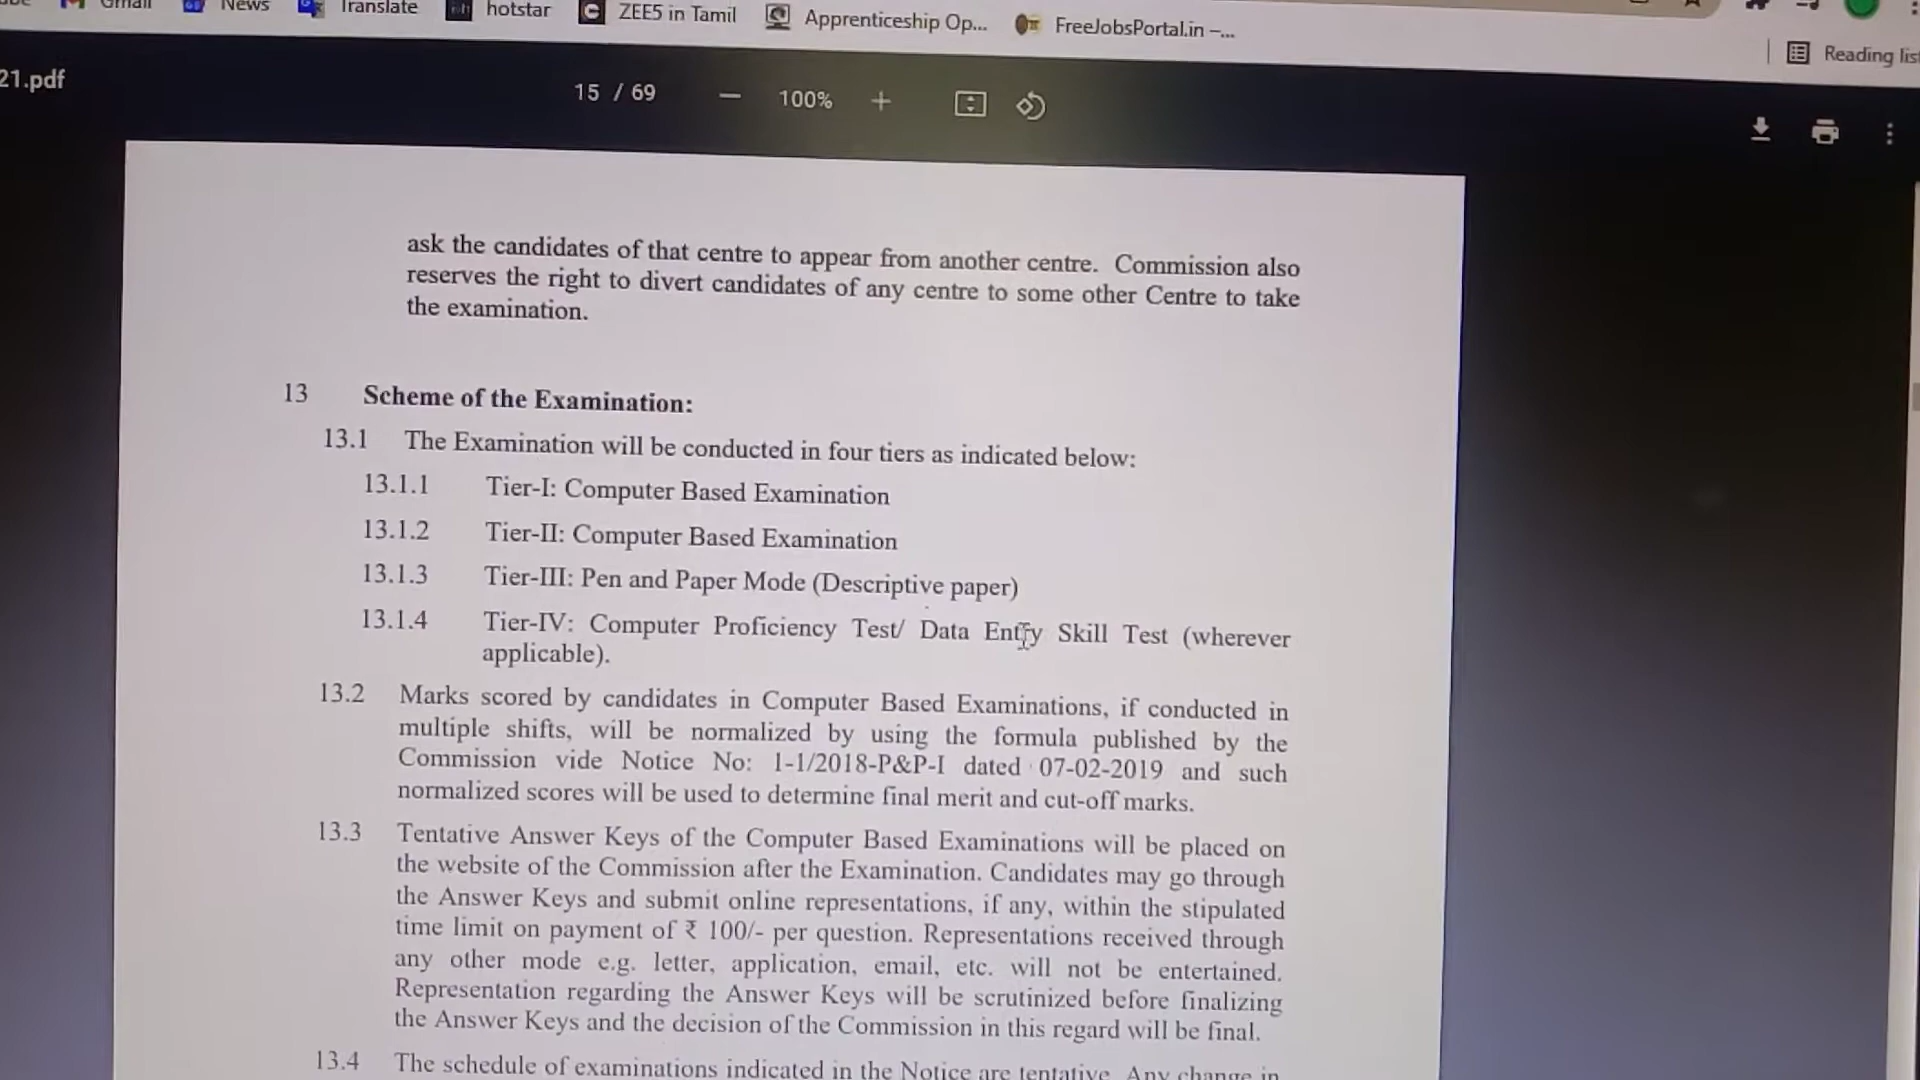 Gmail
News
Translate
hotstar
ZEE5 in Tamil
Apprenticeship Op...
FreeJobsPortal.in –...
Reading list
21.pdf
15 / 69
100%
ask the candidates of that centre to appear from another centre. Commission also
reserves the right to divert candidates of any centre to some other Centre to take
the examination.
13 Scheme of the Examination:
13.1 The Examination will be conducted in four tiers as indicated below:
13.1.1 Tier-I: Computer Based Examination
13.1.2 Tier-II: Computer Based Examination
13.1.3 Tier-III: Pen and Paper Mode (Descriptive paper)
13.1.4 Tier-IV: Computer Proficiency Test/ Data Entry Skill Test (wherever
applicable).
13.2 Marks scored by candidates in Computer Based Examinations, if conducted in
multiple shifts, will be normalized by using the formula published by the
Commission vide Notice No: 1-1/2018-P&P-I dated 07-02-2019 and such
normalized scores will be used to determine final merit and cut-off marks.
13.3 Tentative Answer Keys of the Computer Based Examinations will be placed on
the website of the Commission after the Examination. Candidates may go through
the Answer Keys and submit online representations, if any, within the stipulated
time limit on payment of ₹ 100/- per question. Representations received through
any other mode e.g. letter, application, email, etc. will not be entertained.
Representation regarding the Answer Keys will be scrutinized before finalizing
the Answer Keys and the decision of the Commission in this regard will be final.
13.4 The schedule of examinations indicated in the Notice are tentative. Any change in